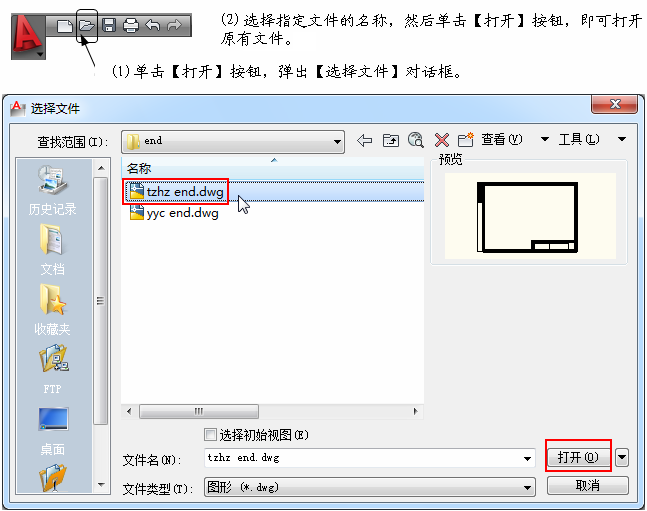 (2)选择指定文件的名称，然后单击【打开】按钮，即可打开
原有文件。
(1)单击【打开】按钮，弹出【选择文件】对话框。
选择文件
查找范围(I): end 查看(V) 工具(L)
名称
预览
tzhz end.dwg
yyc end.dwg
历史记录
文档
收藏夹
FTP
桌面
选择初始视图(E)
文件名(N): tzhz end.dwg 打开(O)
文件类型(T): 图形 (*.dwg) 取消